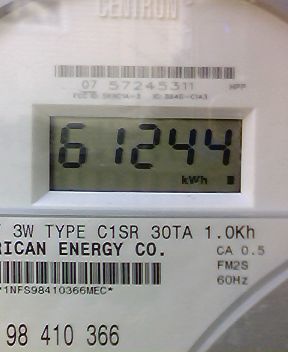 CENTRON
07 57245311
61244
kWh
3W TYPE C1SR 30TA 1.0Kh
RICAN ENERGY CO.
CA 0.5
FM2S
60Hz
*1NFS98410366MEC*
98 410 366